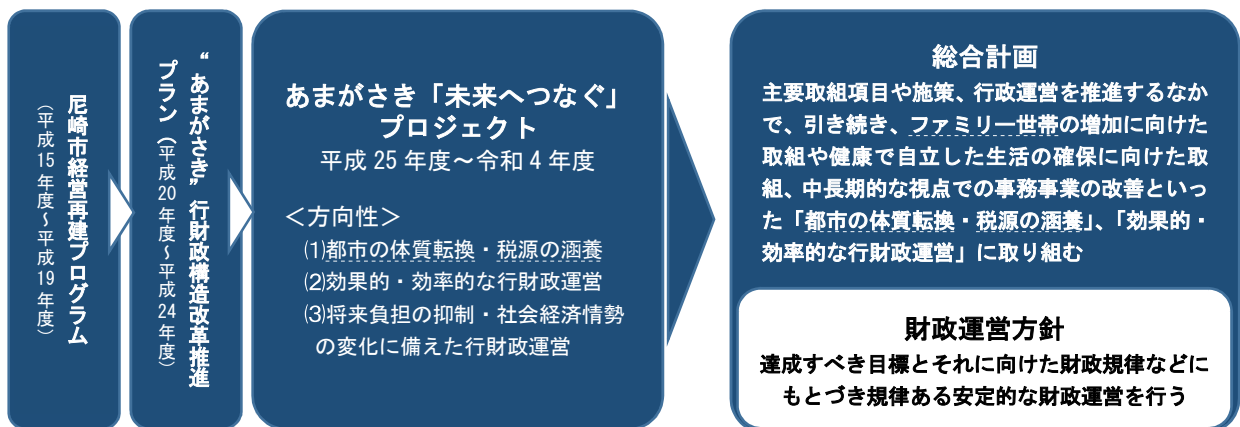 尼崎市経営再建プログラム
（平成15年度～平成19年度）
“あまがさき”行財政構造改革推進
プラン（平成20年度～平成24年度）
あまがさき「未来へつなぐ」
プロジェクト
平成 25 年度～令和 4 年度
＜方向性＞
⑴都市の体質転換・税源の涵養
⑵効果的・効率的な行財政運営
⑶将来負担の抑制・社会経済情勢
の変化に備えた行財政運営
総合計画
主要取組項目や施策、行政運営を推進するなか
で、引き続き、ファミリー世帯の増加に向けた
取組や健康で自立した生活の確保に向けた取
組、中長期的な視点での事務事業の改善といっ
た「都市の体質転換・税源の涵養」、「効果的・
効率的な行財政運営」に取り組む
財政運営方針
達成すべき目標とそれに向けた財政規律などに
もとづき規律ある安定的な財政運営を行う